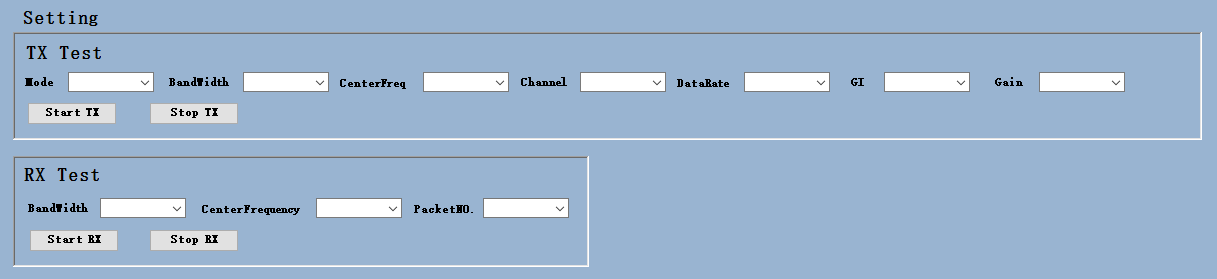 Setting
TX Test
Mode BandWidth CenterFreq Channel DataRate GI Gain
Start TX Stop TX
RX Test
BandWidth CenterFrequency PacketNO.
Start RX Stop RX